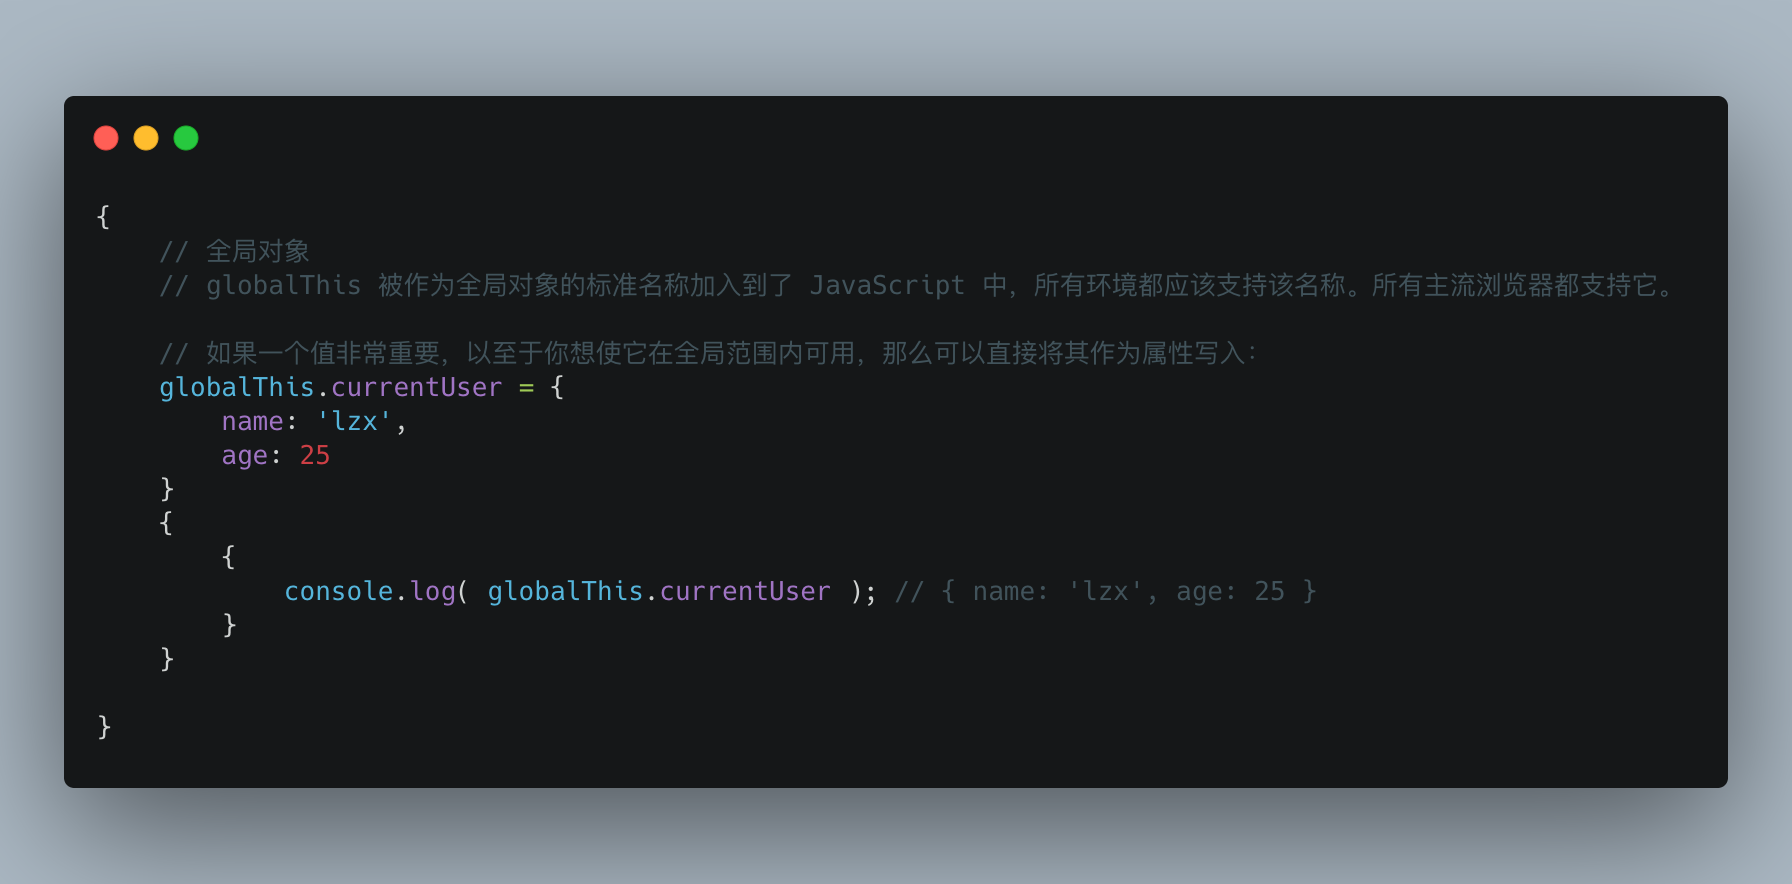 {
    // 全局对象
    // globalThis 被作为全局对象的标准名称加入到了 JavaScript 中，所有环境都应该支持该名称。所有主流浏览器都支持它。
    // 如果一个值非常重要，以至于你想使它在全局范围内可用，那么可以直接将其作为属性写入：
    globalThis.currentUser = {
        name: 'lzx',
        age: 25
    }
    {
        {
            console.log( globalThis.currentUser ); // { name: 'lzx', age: 25 }
        }
    }
}